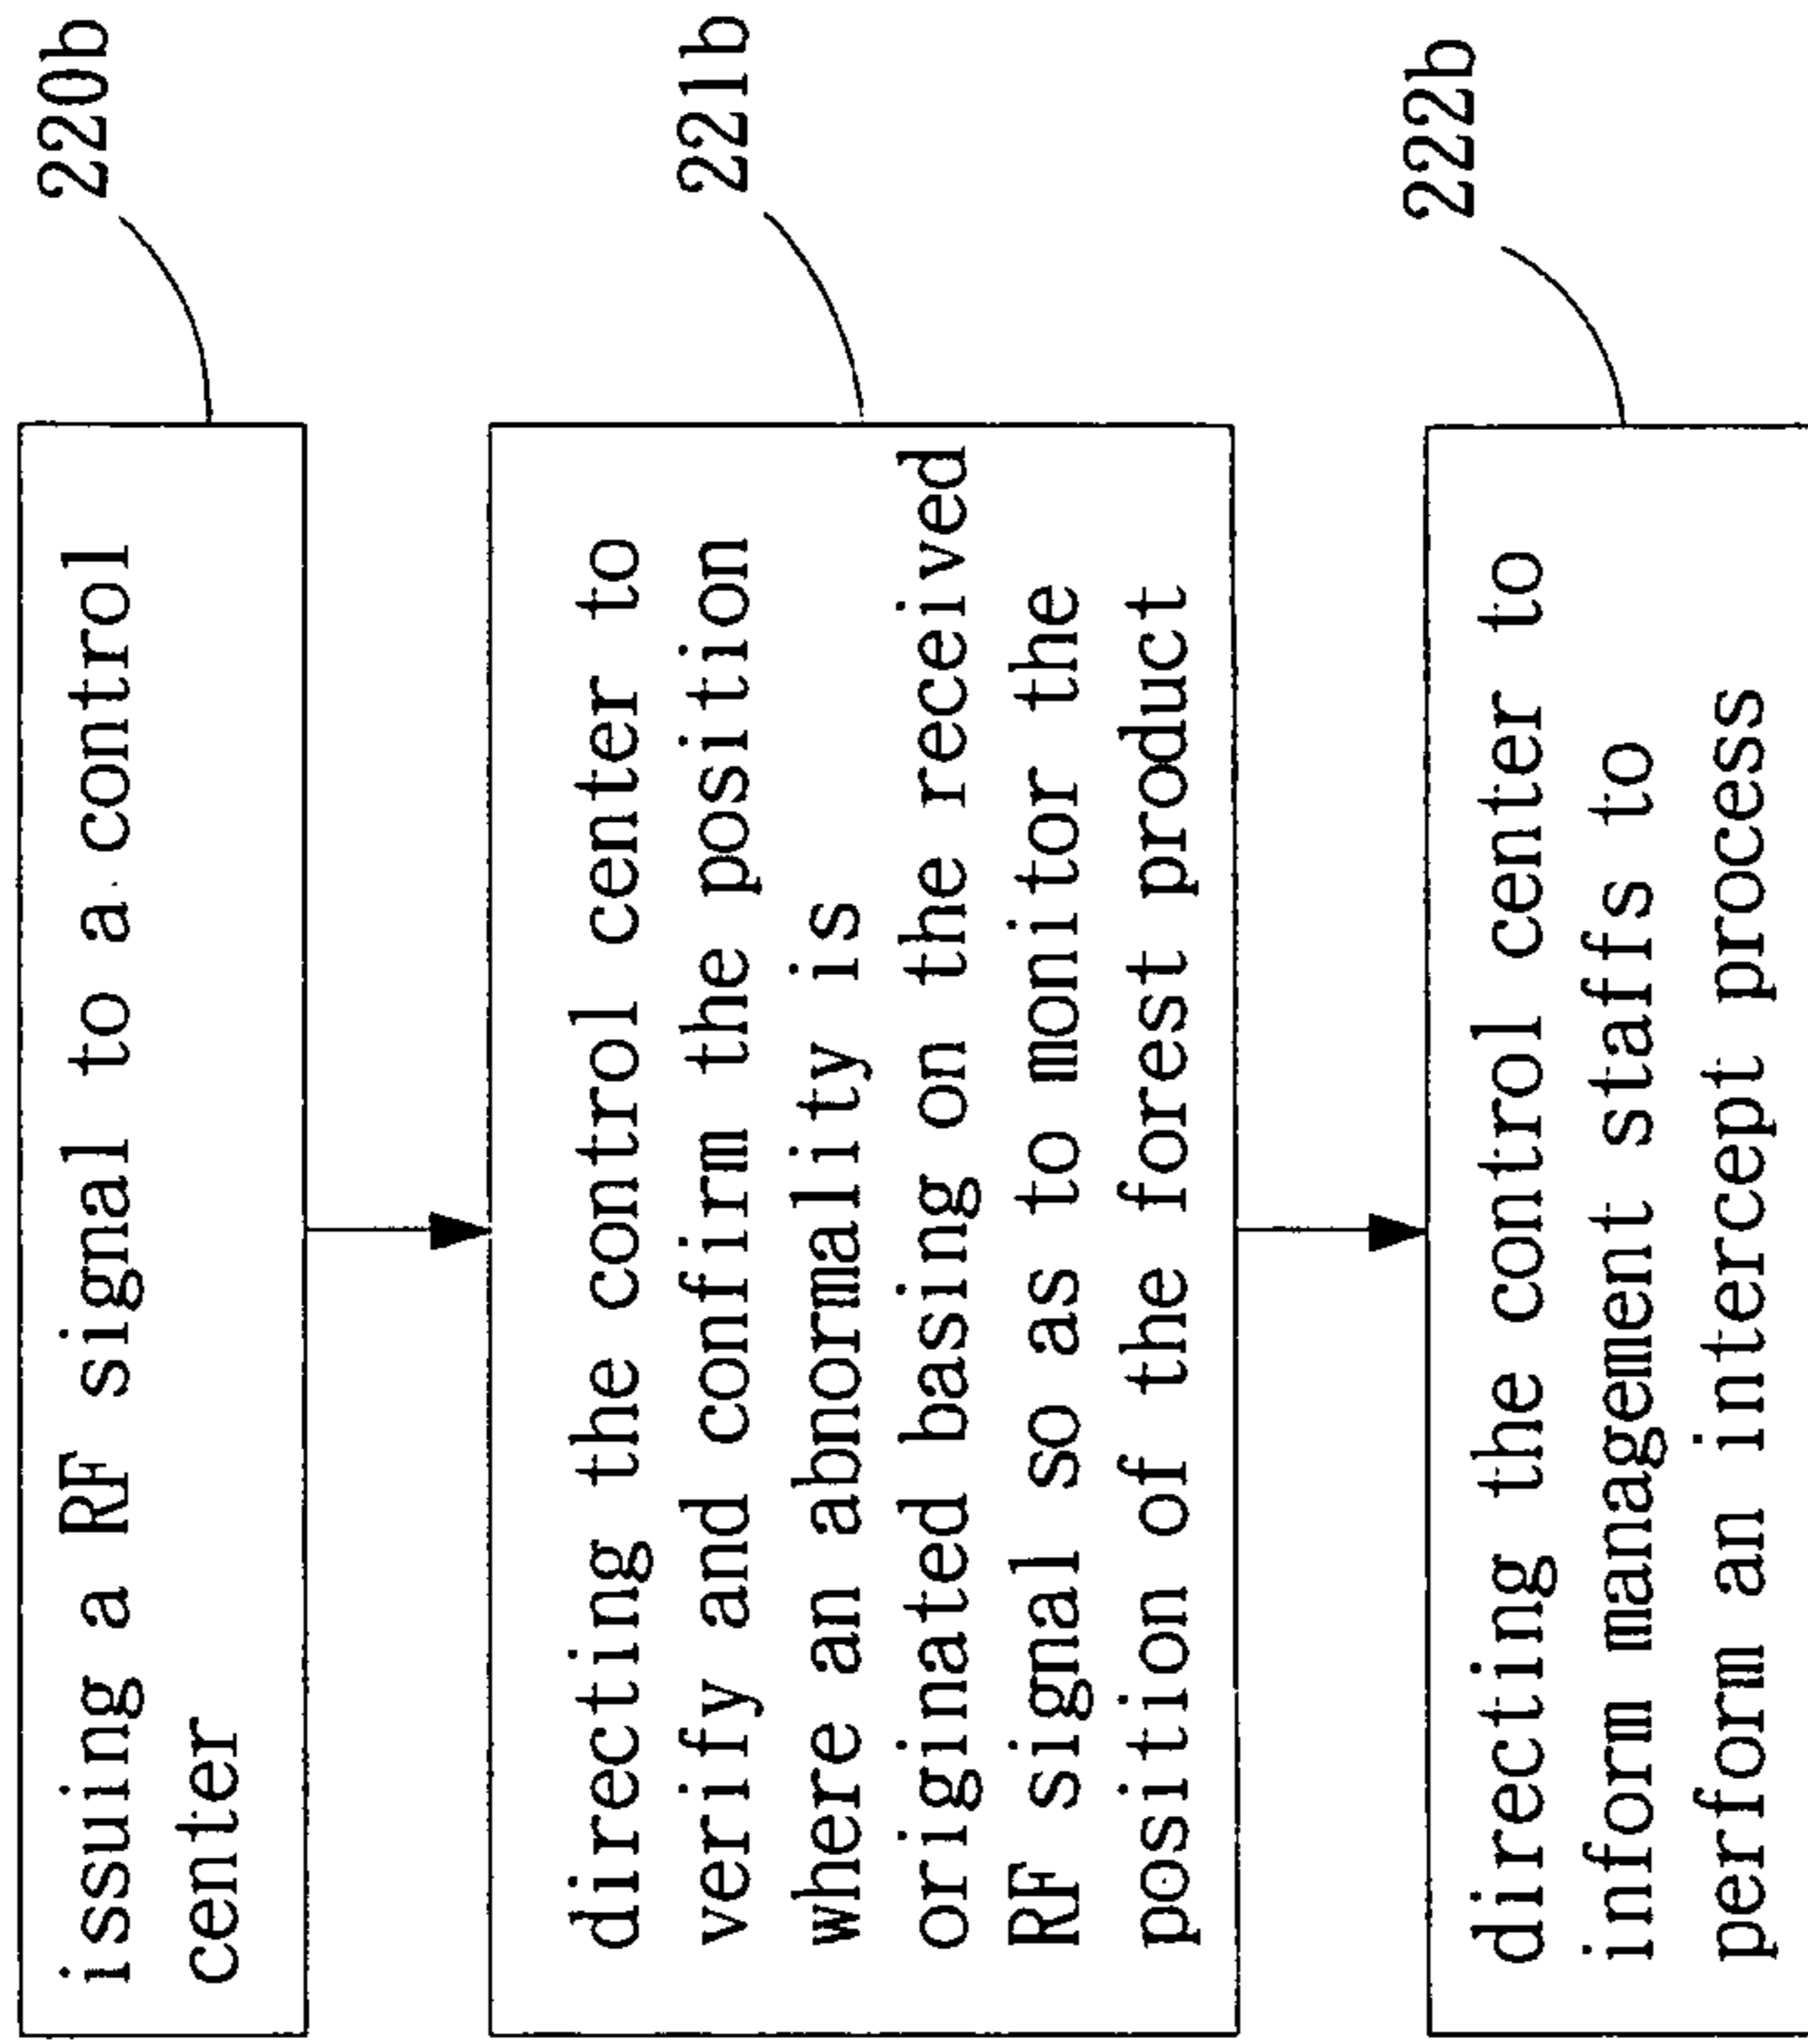 issuing a RF signal to a control
center
220b
directing the control center to
verify and confirm the position
where an abnormality is
originated basing on the received
RF signal so as to monitor the
position of the forest product
221b
directing the control center to
inform management staffs to
perform an intercept process
222b